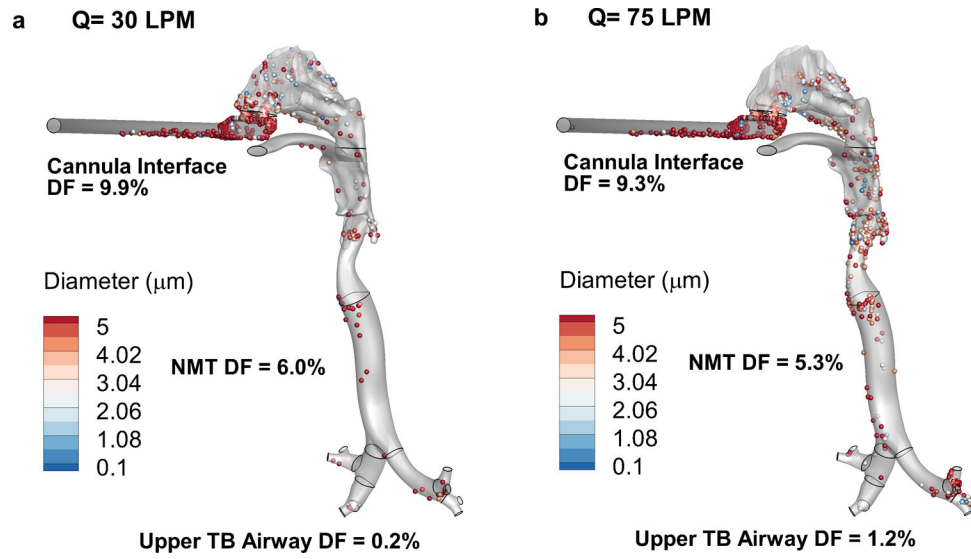 a Q= 30 LPM
Cannula Interface
DF = 9.9%
Diameter (μm)
5
4.02
3.04
2.06
1.08
0.1
NMT DF = 6.0%
Upper TB Airway DF = 0.2%
b Q= 75 LPM
Cannula Interface
DF = 9.3%
Diameter (μm)
5
4.02
3.04
2.06
1.08
0.1
NMT DF = 5.3%
Upper TB Airway DF = 1.2%